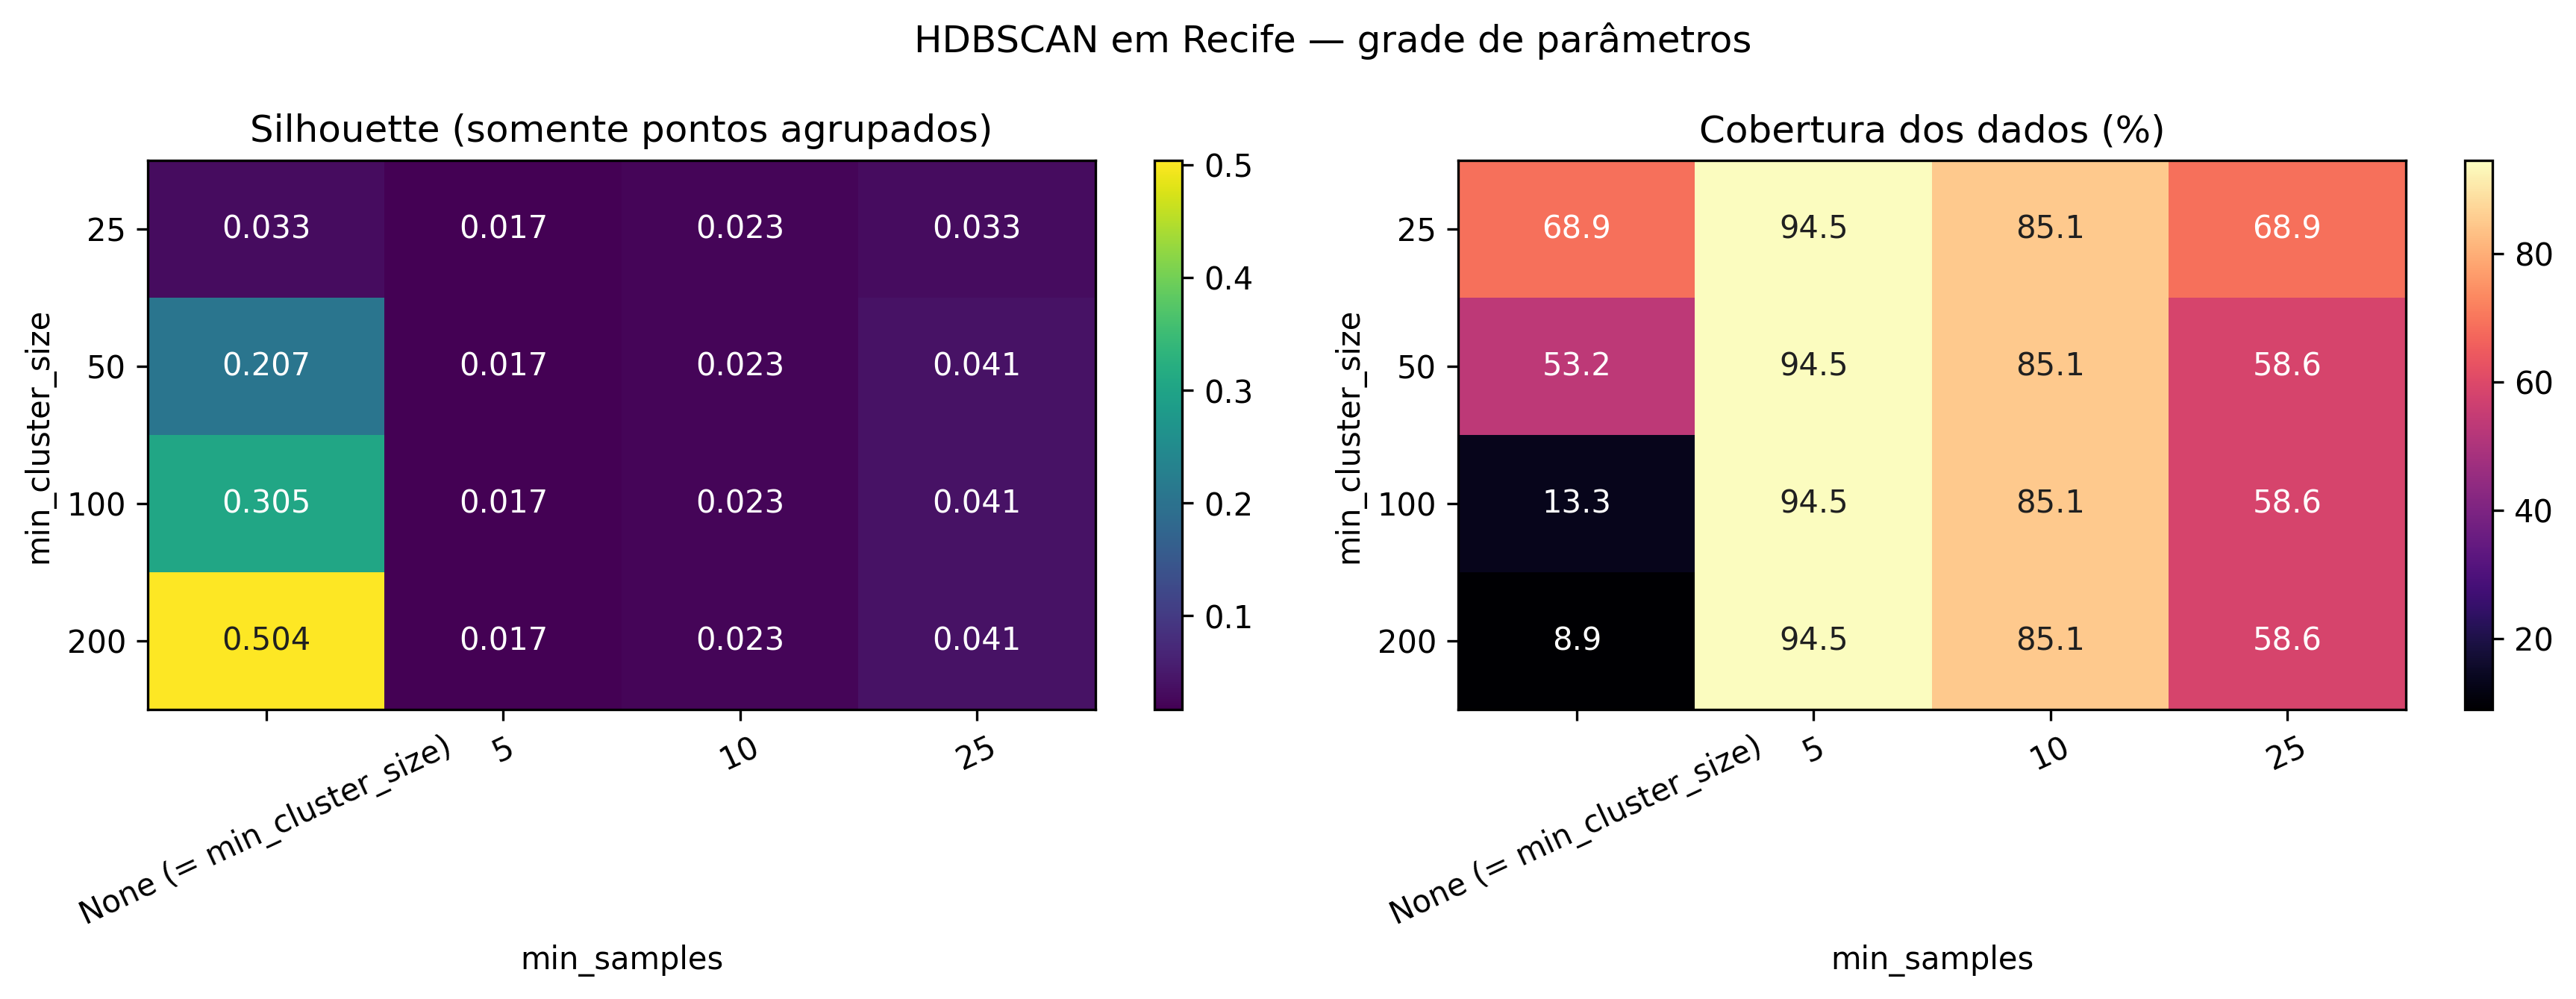 HDBSCAN em Recife — grade de parâmetros
Silhouette (somente pontos agrupados)
min_cluster_size
25 0.033 0.017 0.023 0.033
50 0.207 0.017 0.023 0.041
100 0.305 0.017 0.023 0.041
200 0.504 0.017 0.023 0.041
None (= min_cluster_size) 5 10 25
min_samples
0.5
0.4
0.3
0.2
0.1
Cobertura dos dados (%)
min_cluster_size
25 68.9 94.5 85.1 68.9
50 53.2 94.5 85.1 58.6
100 13.3 94.5 85.1 58.6
200 8.9 94.5 85.1 58.6
None (= min_cluster_size) 5 10 25
min_samples
80
60
40
20